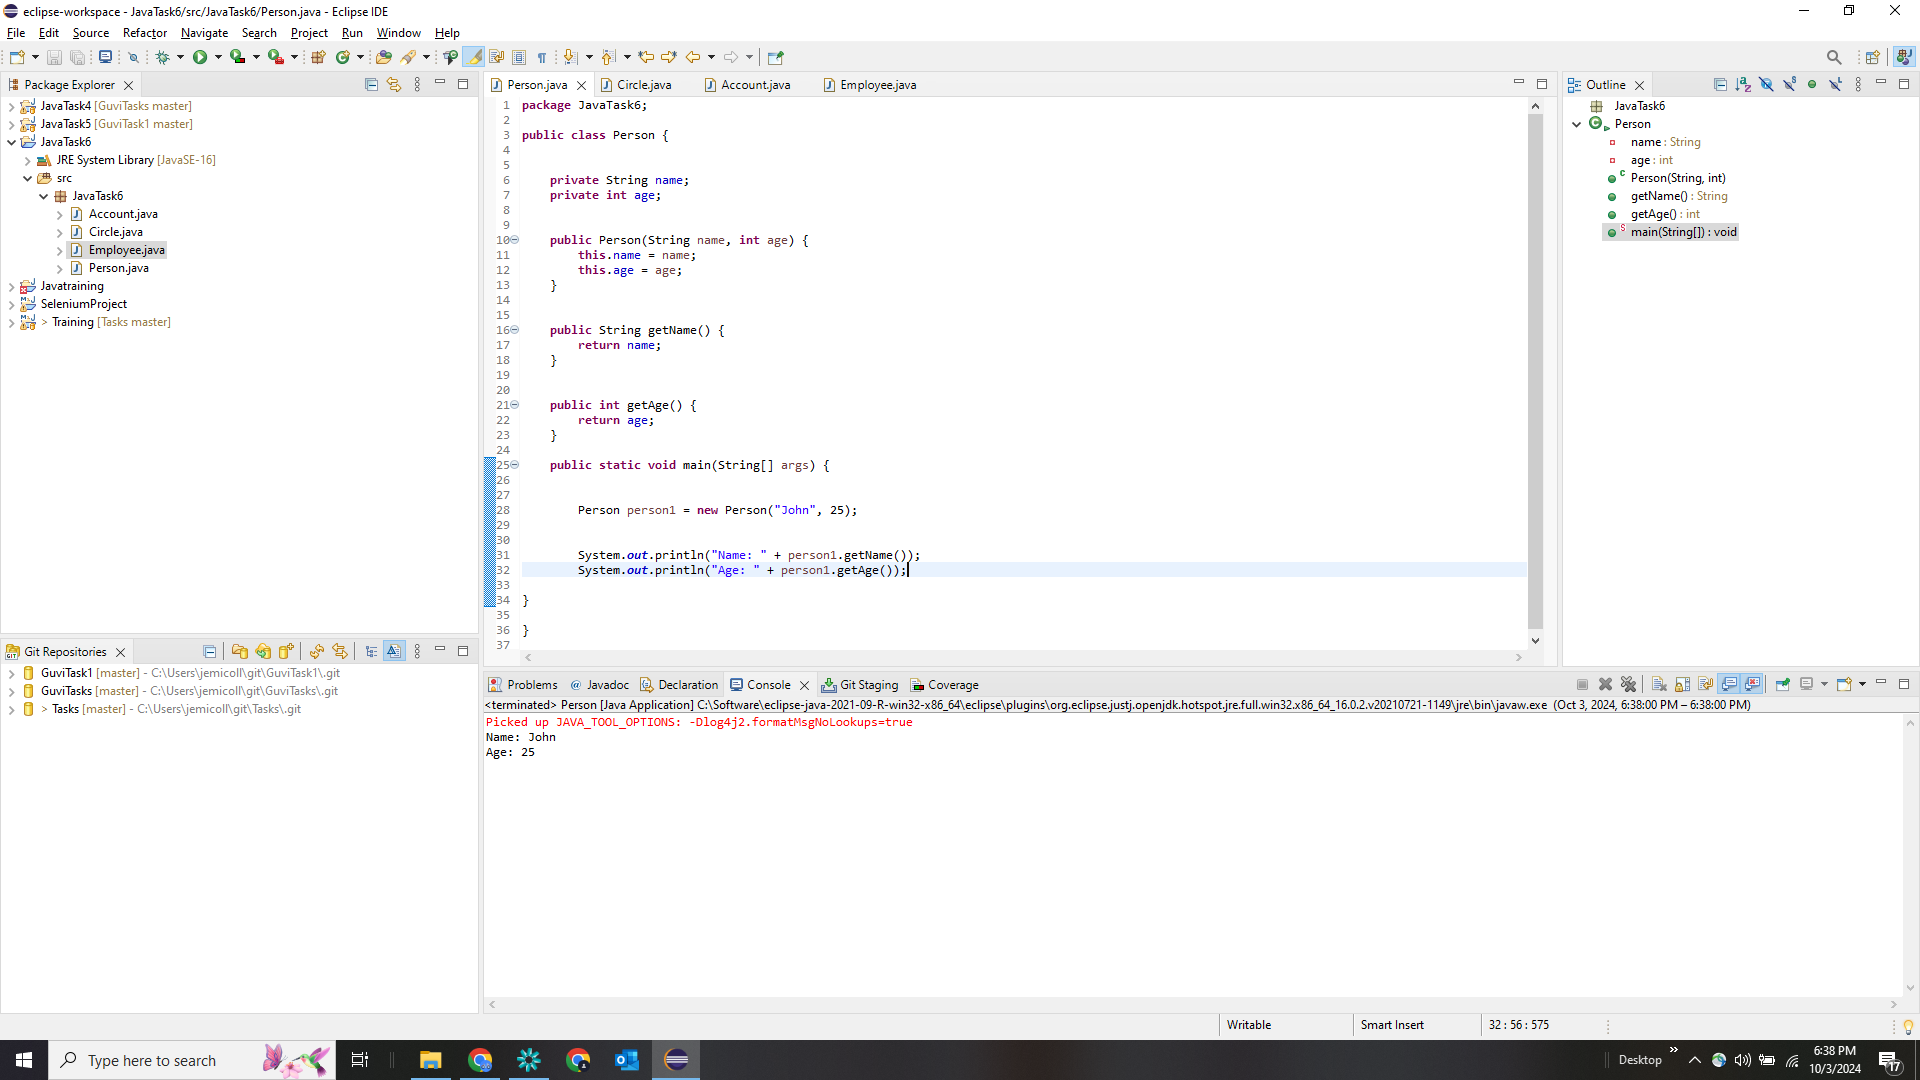 eclipse-workspace - JavaTask6/src/JavaTask6/Person.java - Eclipse IDE
File Edit Source Refactor Navigate Search Project Run Window Help
Package Explorer
JavaTask4 [GuviTasks master]
JavaTask5 [GuviTask1 master]
JavaTask6
JRE System Library [JavaSE-16]
src
JavaTask6
Account.java
Circle.java
Employee.java
Person.java
Javatraining
SeleniumProject
> Training [Tasks master]
Git Repositories
GuviTask1 [master] - C:\Users\jemicoll\git\GuviTask1\.git
GuviTasks [master] - C:\Users\jemicoll\git\GuviTasks\.git
> Tasks [master] - C:\Users\jemicoll\git\Tasks\.git
Person.java Circle.java Account.java Employee.java
1 package JavaTask6;
2
3 public class Person {
4
5
6 private String name;
7 private int age;
8
9
10 public Person(String name, int age) {
11 this.name = name;
12 this.age = age;
13 }
14
15
16 public String getName() {
17 return name;
18 }
19
20
21 public int getAge() {
22 return age;
23 }
24
25 public static void main(String[] args) {
26
27
28 Person person1 = new Person("John", 25);
29
30
31 System.out.println("Name: " + person1.getName());
32 System.out.println("Age: " + person1.getAge());
33
34 }
35
36 }
37
Outline
JavaTask6
Person
name : String
age : int
Person(String, int)
getName() : String
getAge() : int
main(String[]) : void
Problems @ Javadoc Declaration Console Git Staging Coverage
<terminated> Person [Java Application] C:\Software\eclipse-java-2021-09-R-win32-x86_64\eclipse\plugins\org.eclipse.justj.openjdk.hotspot.jre.full.win32.x86_64_16.0.2.v20210721-1149\jre\bin\javaw.exe (Oct 3, 2024, 6:38:00 PM – 6:38:00 PM)
Picked up JAVA_TOOL_OPTIONS: -Dlog4j2.formatMsgNoLookups=true
Name: John
Age: 25
Writable Smart Insert 32 : 56 : 575
Type here to search
Desktop
6:38 PM
10/3/2024
17